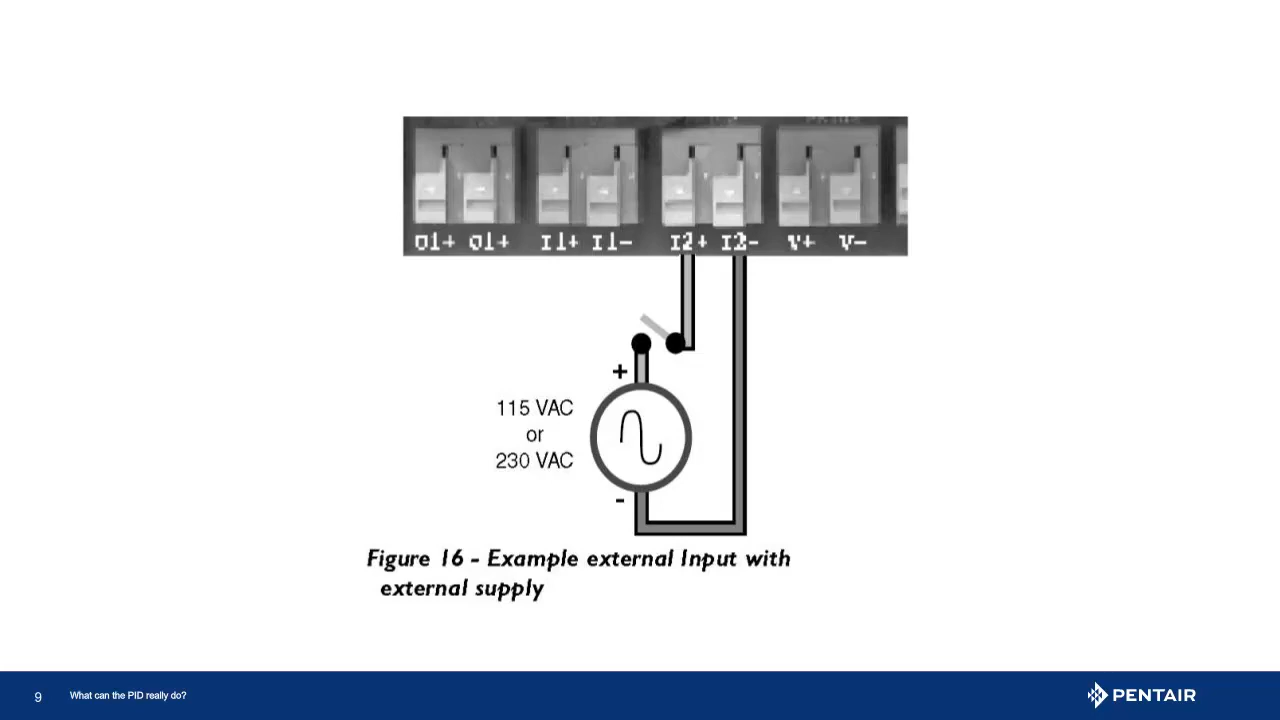 O1+ O1+ I1+ I1- I2+ I2- V+ V-
+
115 VAC
or
230 VAC
-
Figure 16 - Example external Input with
external supply
9 What can the PID really do? PENTAIR